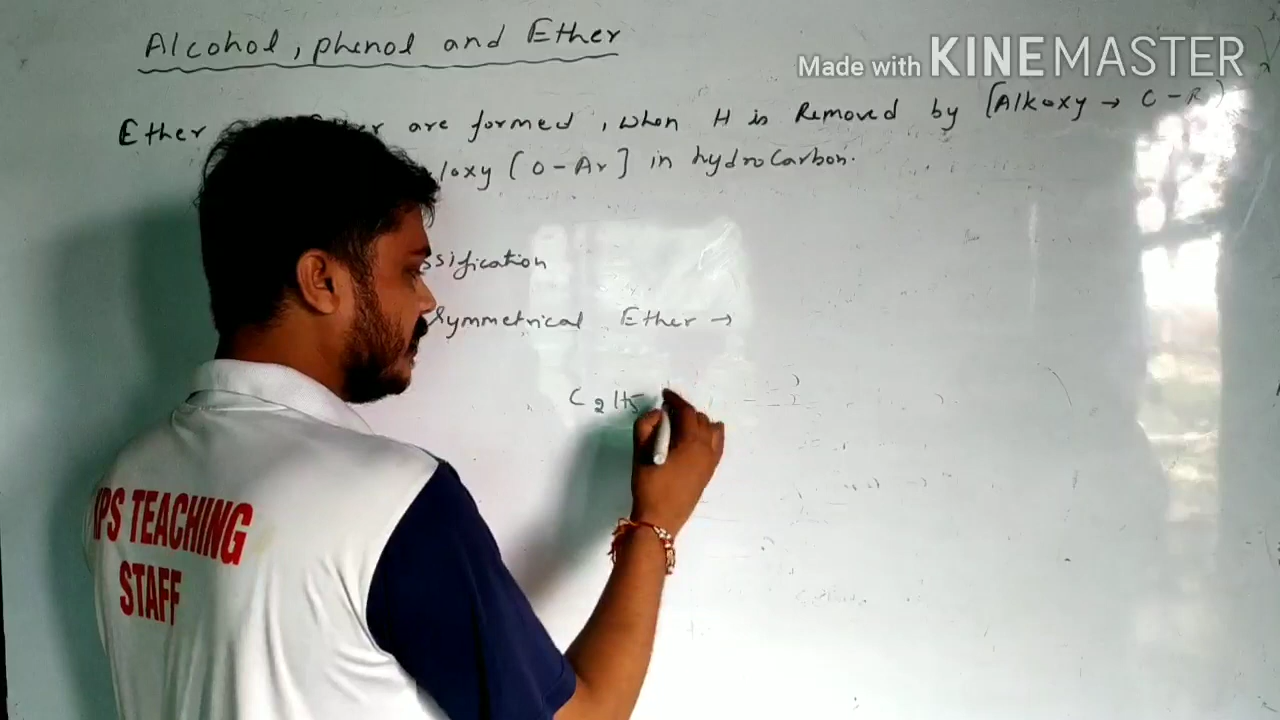 Alcohol, phenol and Ether
Made with KINEMASTER
Ether are formed, when H is Removed by (Alkoxy → C-R)
loxy [O-Ar] in hydrocarbon.
ssification
Symmetrical Ether →
C2H5
IPS TEACHING
STAFF